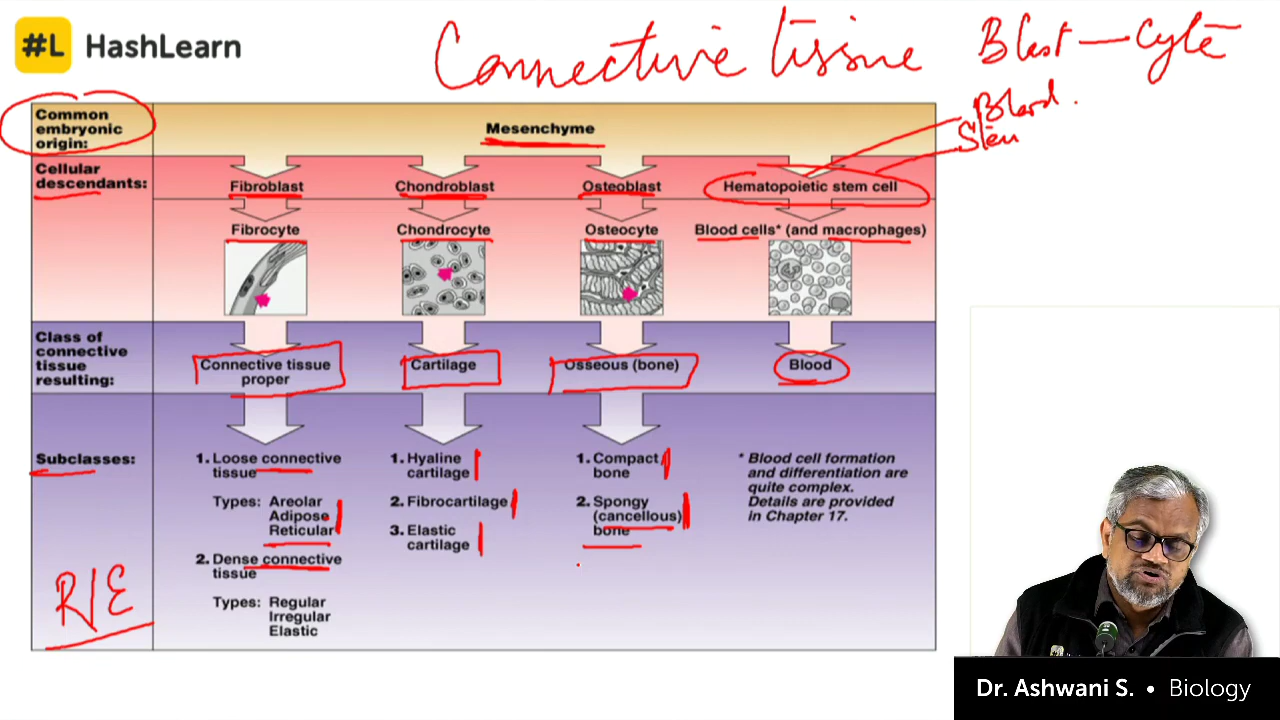 #L HashLearn
Connective tissue
Blast — Cyte
Blood.
Stem
Common
embryonic
origin:
Mesenchyme
Cellular
descendants:
Fibroblast
Chondroblast
Osteoblast
Hematopoietic stem cell
Fibrocyte
Chondrocyte
Osteocyte
Blood cells* (and macrophages)
Class of
connective
tissue
resulting:
Connective tissue
proper
Cartilage
Osseous (bone)
Blood
Subclasses:
1. Loose connective
tissue
Types: Areolar
Adipose
Reticular
2. Dense connective
tissue
Types: Regular
Irregular
Elastic
1. Hyaline
cartilage
2. Fibrocartilage
3. Elastic
cartilage
1. Compact
bone
2. Spongy
(cancellous)
bone
* Blood cell formation
and differentiation are
quite complex.
Details are provided
in Chapter 17.
R/E
Dr. Ashwani S. • Biology